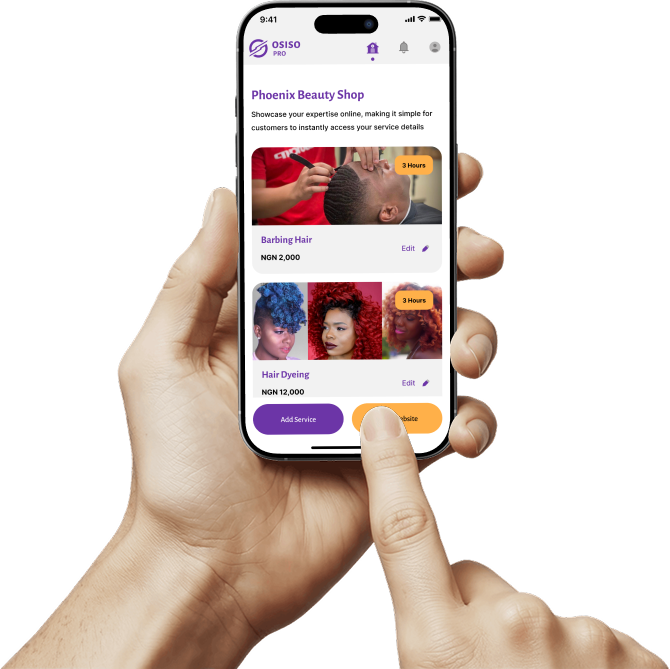 9:41
OSISO
PRO
Phoenix Beauty Shop
Showcase your expertise online, making it simple for
customers to instantly access your service details
3 Hours
Barbing Hair
NGN 2,000
Edit
3 Hours
Hair Dyeing
NGN 12,000
Edit
Add Service